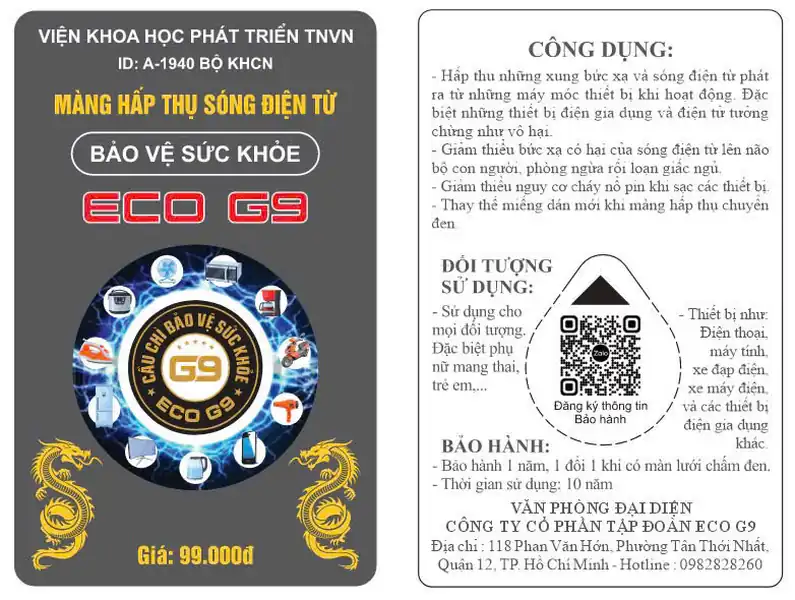 VIỆN KHOA HỌC PHÁT TRIỂN TNVN
ID: A-1940 BỘ KHCN
MÀNG HẤP THỤ SÓNG ĐIỆN TỪ
BẢO VỆ SỨC KHỎE
ECO G9
CẦU CHÌ BẢO VỆ SỨC KHỎE
G9
ECO G9
Giá: 99.000đ
CÔNG DỤNG:
- Hấp thu những xung bức xạ và sóng điện từ phát
ra từ những máy móc thiết bị khi hoạt động. Đặc
biệt những thiết bị điện gia dụng và điện tử tưởng
chừng như vô hại.
- Giảm thiểu bức xạ có hại của sóng điện từ lên não
bộ con người, phòng ngừa rối loạn giấc ngủ.
- Giảm thiểu nguy cơ cháy nổ pin khi sạc các thiết bị.
- Thay thế miếng dán mới khi màng hấp thụ chuyển
đen.
ĐỐI TƯỢNG
SỬ DỤNG:
- Sử dụng cho
mọi đối tượng.
Đặc biệt phụ
nữ mang thai,
trẻ em,...
Zalo
Đăng ký thông tin
Bảo hành
- Thiết bị như:
Điện thoại,
máy tính,
xe đạp điện,
xe máy điện,
và các thiết bị
điện gia dụng
khác.
BẢO HÀNH:
- Bảo hành 1 năm, 1 đổi 1 khi có màn lưới chấm đen.
- Thời gian sử dụng: 10 năm
VĂN PHÒNG ĐẠI DIỆN
CÔNG TY CỔ PHẦN TẬP ĐOÀN ECO G9
Địa chỉ : 118 Phan Văn Hớn, Phường Tân Thới Nhất,
Quận 12, TP. Hồ Chí Minh - Hotline : 0982828260